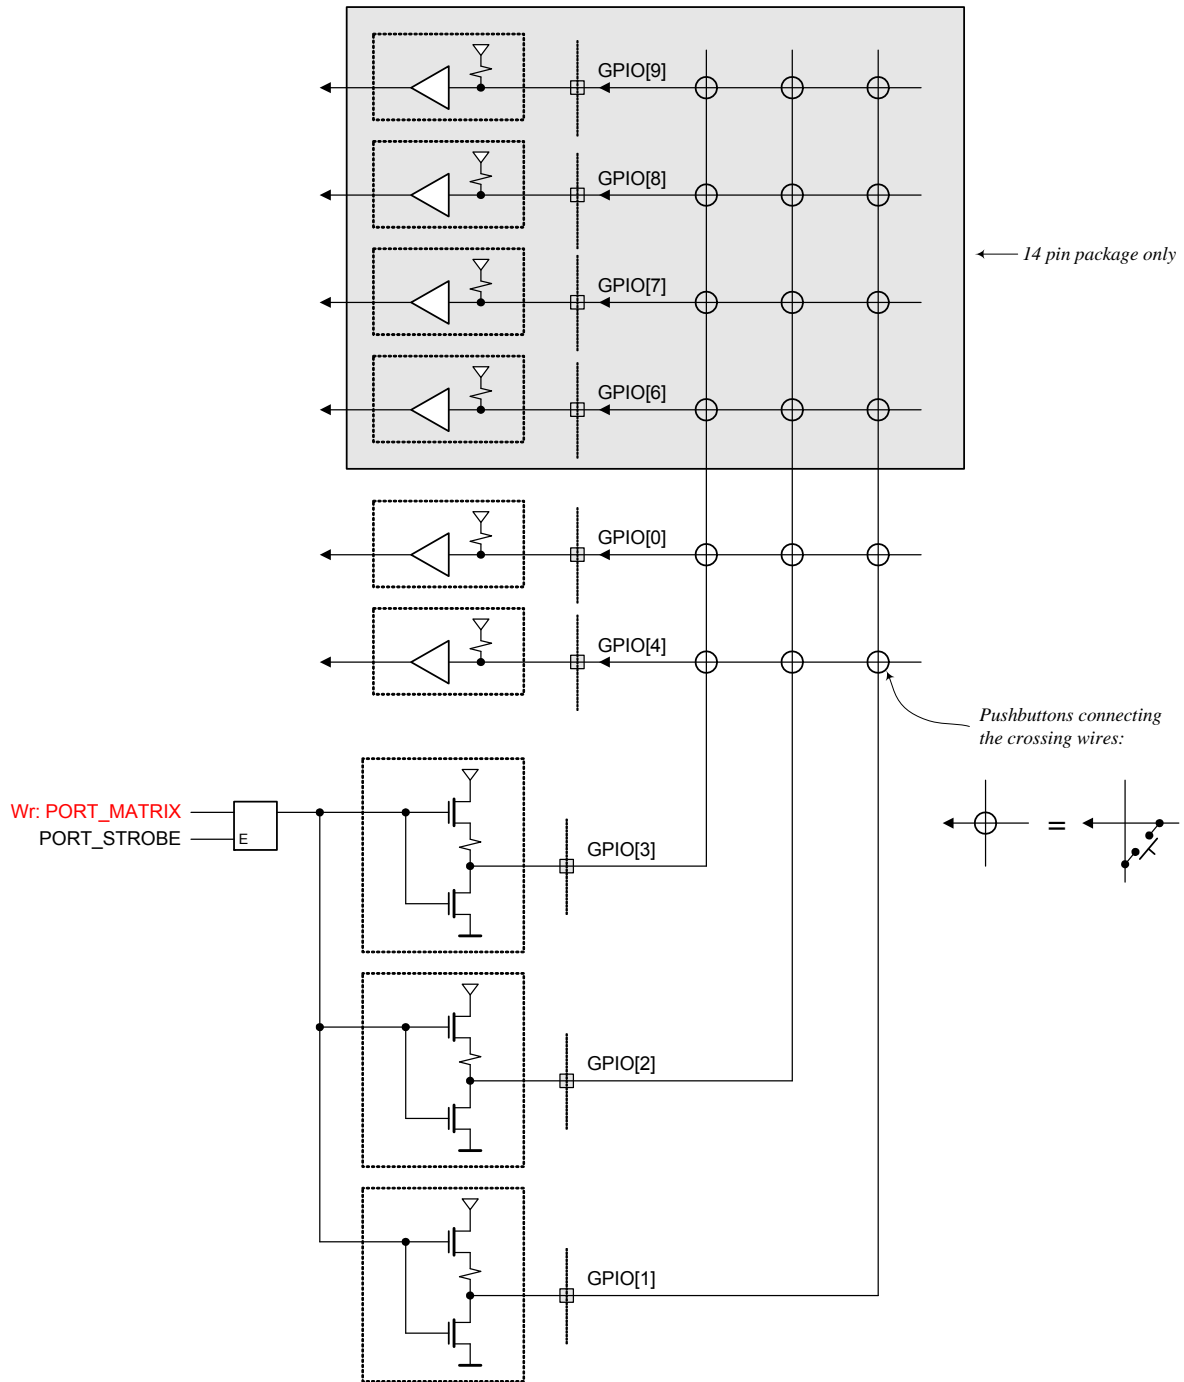 GPIO[9]
GPIO[8]
14 pin package only
GPIO[7]
GPIO[6]
GPIO[0]
GPIO[4]
Pushbuttons connecting
the crossing wires:
Wr: PORT_MATRIX
PORT_STROBE
E
=
GPIO[3]
GPIO[2]
GPIO[1]